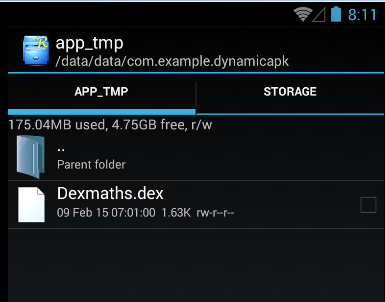 8:11
app_tmp
/data/data/com.example.dynamicapk
APP_TMP STORAGE
175.04MB used, 4.75GB free, r/w
..
Parent folder
Dexmaths.dex
09 Feb 15 07:01:00 1.63K rw-r--r--